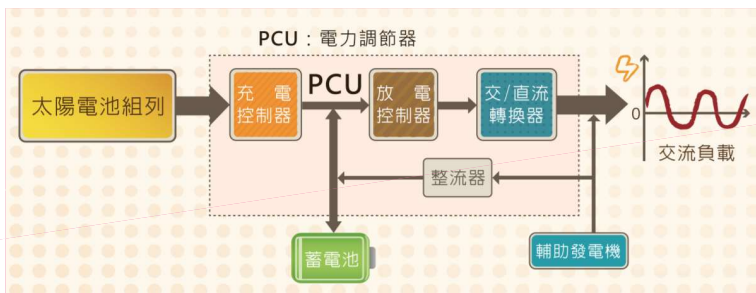 PCU：電力調節器
太陽電池組列
充電
控制器
PCU
放電
控制器
交/直流
轉換器
0
交流負載
整流器
蓄電池
輔助發電機